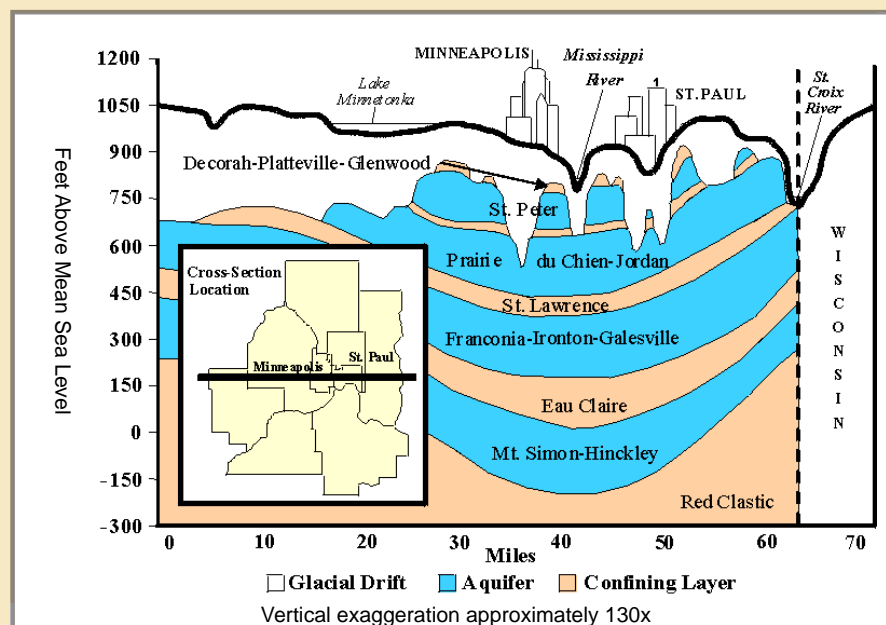 1200
1050
900
750
600
450
300
150
0
-150
-300
Feet Above Mean Sea Level
MINNEAPOLIS
Mississippi
River
Lake
Minnetonka
ST.PAUL
St.
Croix
River
Decorah-Platteville-Glenwood
St. Peter
Prairie du Chien-Jordan
St. Lawrence
Franconia-Ironton-Galesville
Eau Claire
Mt. Simon-Hinckley
Red Clastic
WISCONSIN
Cross-Section
Location
Minneapolis
St. Paul
0 10 20 30 40 50 60 70
Miles
Glacial Drift Aquifer Confining Layer
Vertical exaggeration approximately 130x